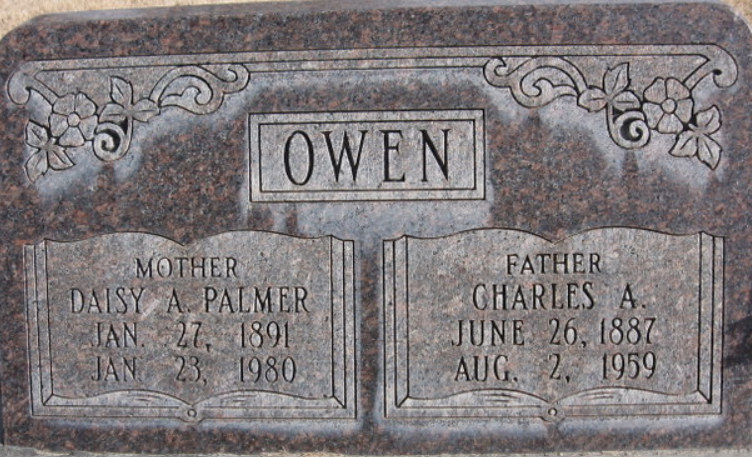 OWEN
MOTHER
DAISY A. PALMER
JAN. 27, 1891
JAN. 23, 1980
FATHER
CHARLES A.
JUNE 26, 1887
AUG. 2, 1959